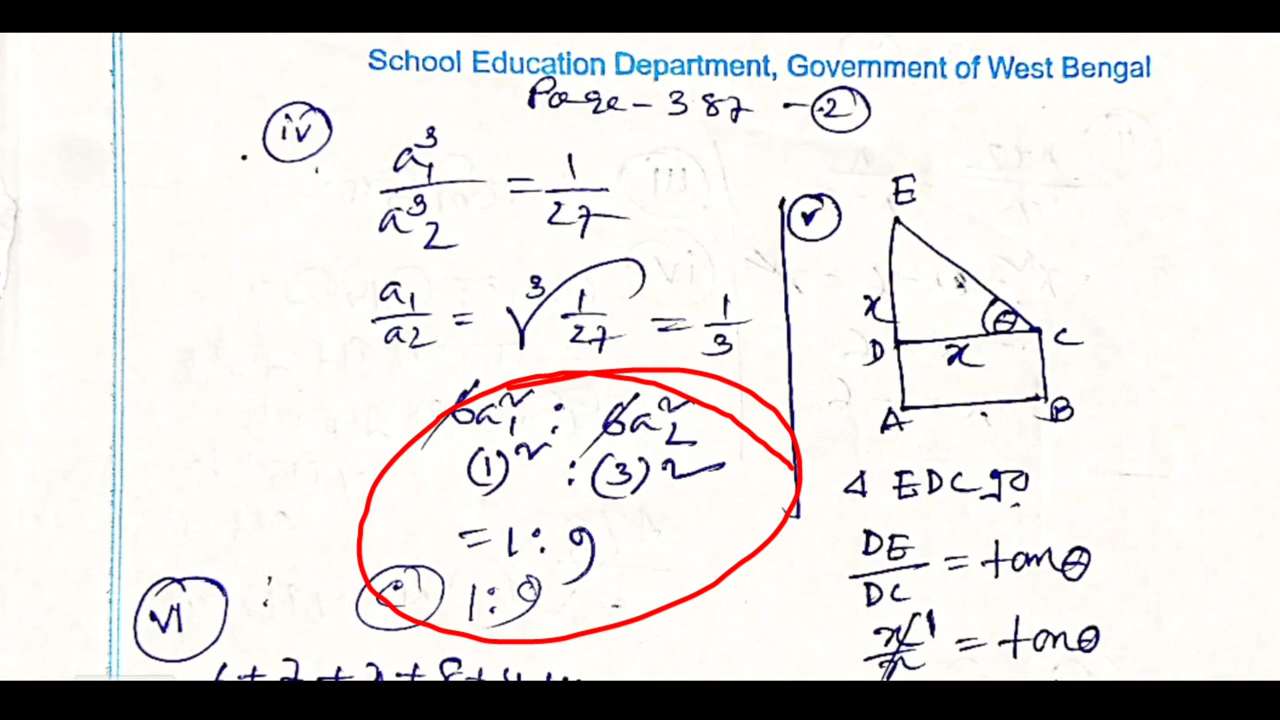 School Education Department, Government of West Bengal
Page - 387 - 2
iv
a₁³/a₂³ = 1/27
a₁/a₂ = ³√(1/27) = 1/3
6a₁² : 6a₂²
(1)² : (3)²
= 1:9
1:9
v
E
x
θ
D x C
A B
Δ EDC এ
DE/DC = tanθ
= tanθ
vi